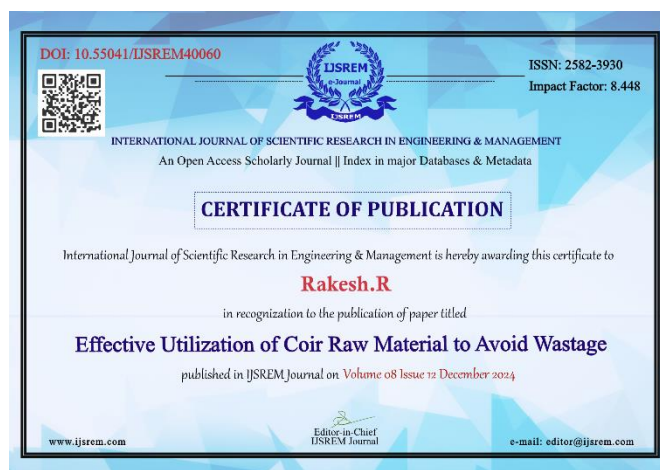 DOI: 10.55041/IJSREM40060
IJSREM
e-Journal
IJSREM
ISSN: 2582-3930
Impact Factor: 8.448
INTERNATIONAL JOURNAL OF SCIENTIFIC RESEARCH IN ENGINEERING & MANAGEMENT
An Open Access Scholarly Journal || Index in major Databases & Metadata
CERTIFICATE OF PUBLICATION
International Journal of Scientific Research in Engineering & Management is hereby awarding this certificate to
Rakesh.R
in recognition to the publication of paper titled
Effective Utilization of Coir Raw Material to Avoid Wastage
published in IJSREM Journal on Volume 08 Issue 12 December 2024
Editor-in-Chief
IJSREM Journal
www.ijsrem.com
e-mail: editor@ijsrem.com